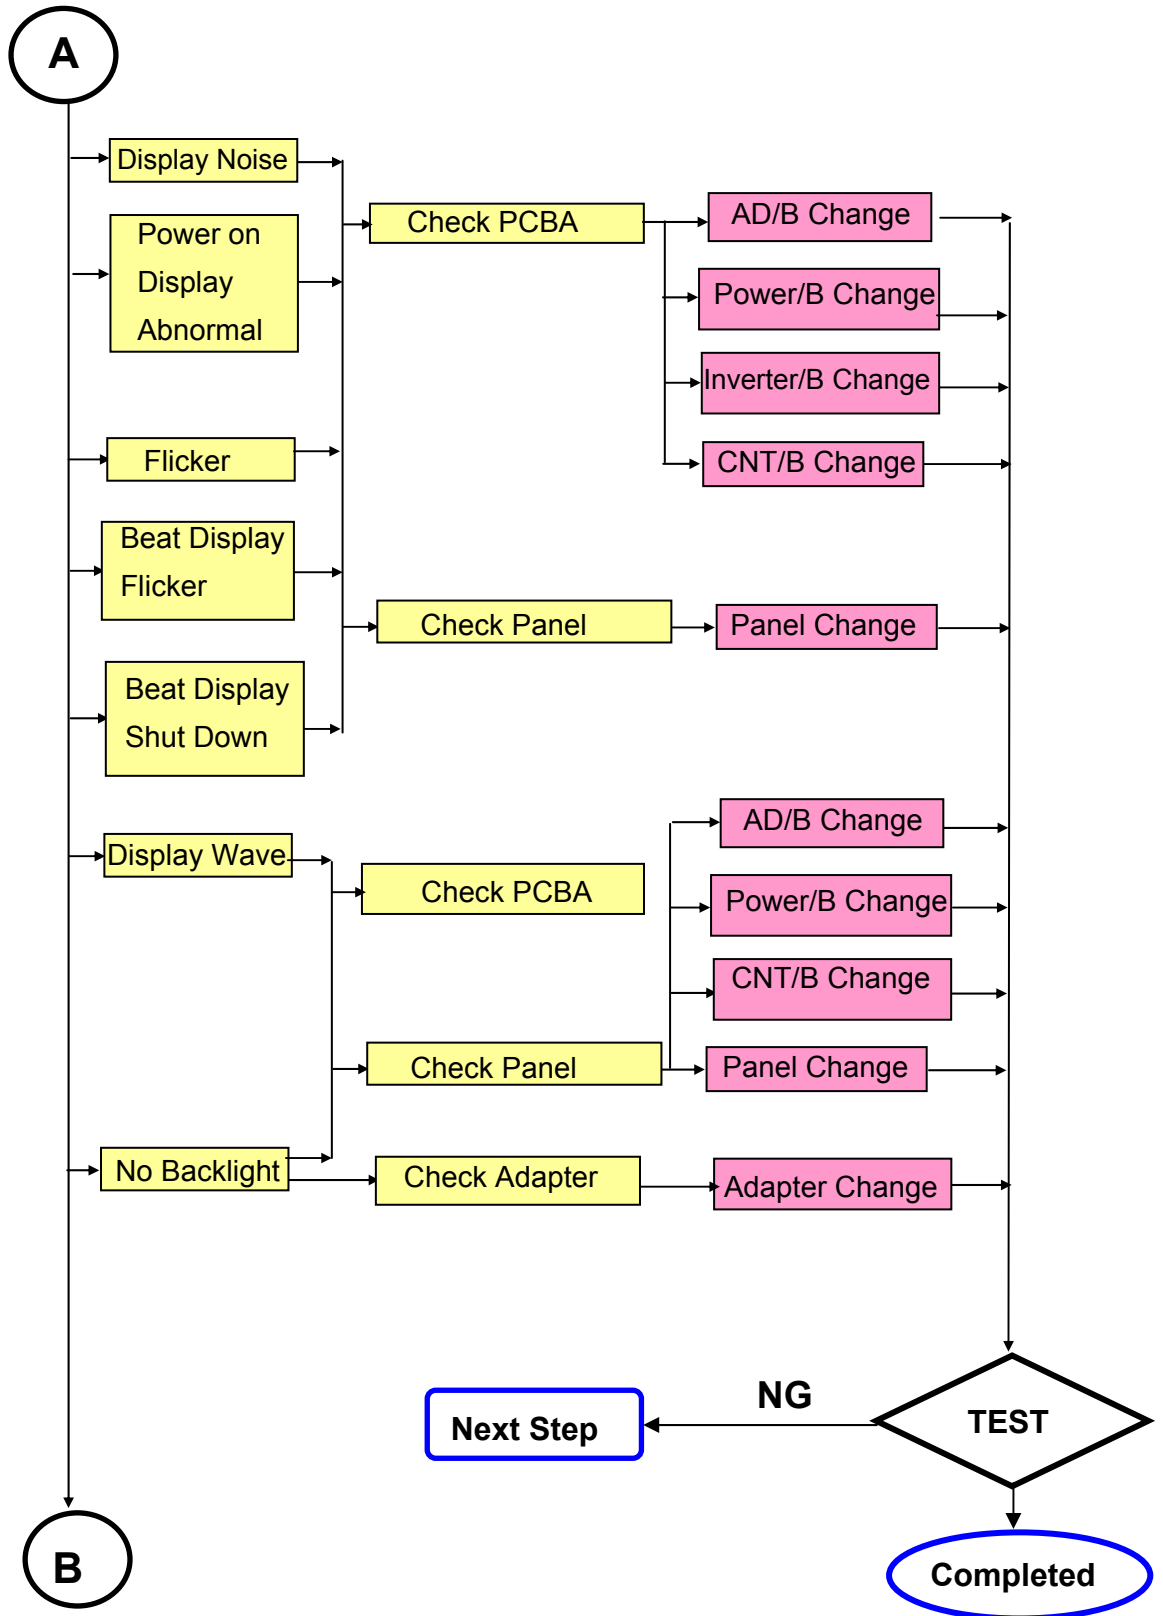 A
Display Noise
Power on
Display
Abnormal
Flicker
Beat Display
Flicker
Beat Display
Shut Down
Display Wave
No Backlight
Check PCBA
Check Panel
Check PCBA
Check Panel
Check Adapter
AD/B Change
Power/B Change
Inverter/B Change
CNT/B Change
Panel Change
AD/B Change
Power/B Change
CNT/B Change
Panel Change
Adapter Change
TEST
NG
Next Step
Completed
B